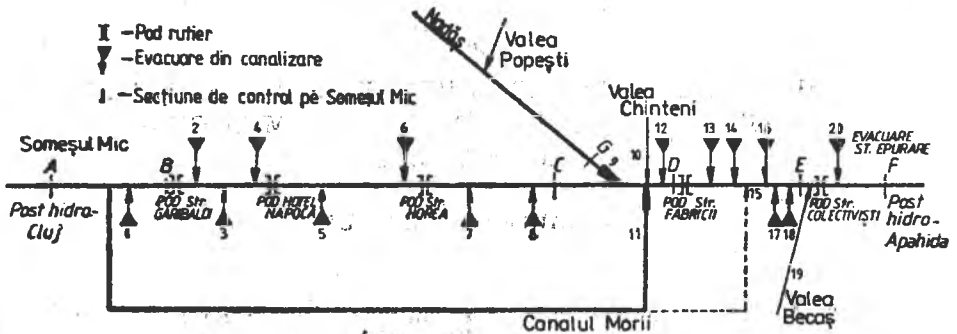 – Pod rutier
– Evacuare din canalizare
– Secțiune de control pe Someșul Mic
Nadăș
Valea
Popești
Valea
Chinteni
Someșul Mic
2
4
6
10
12
13
14
16
20
EVACUARE
ST. EPURARE
A
B
C
G
9
D
E
F
Post hidro-
Cluj
POD Str.
GARIBALDI
POD HOTEL
NAPOCA
POD Str.
HOREA
POD Str.
FABRICII
POD Str.
COLECTIVIȘTI
Post
hidro-
Apahida
1
3
5
7
8
11
15
17
18
19
Valea
Becaș
Canalul Morii